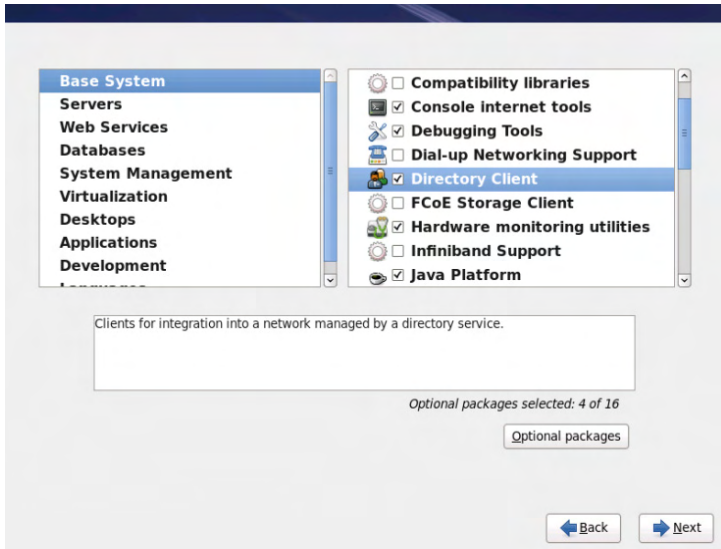 Base System
Servers
Web Services
Databases
System Management
Virtualization
Desktops
Applications
Development
Compatibility libraries
Console internet tools
Debugging Tools
Dial-up Networking Support
Directory Client
FCoE Storage Client
Hardware monitoring utilities
Infiniband Support
Java Platform
Clients for integration into a network managed by a directory service.
Optional packages selected: 4 of 16
Optional packages
Back
Next